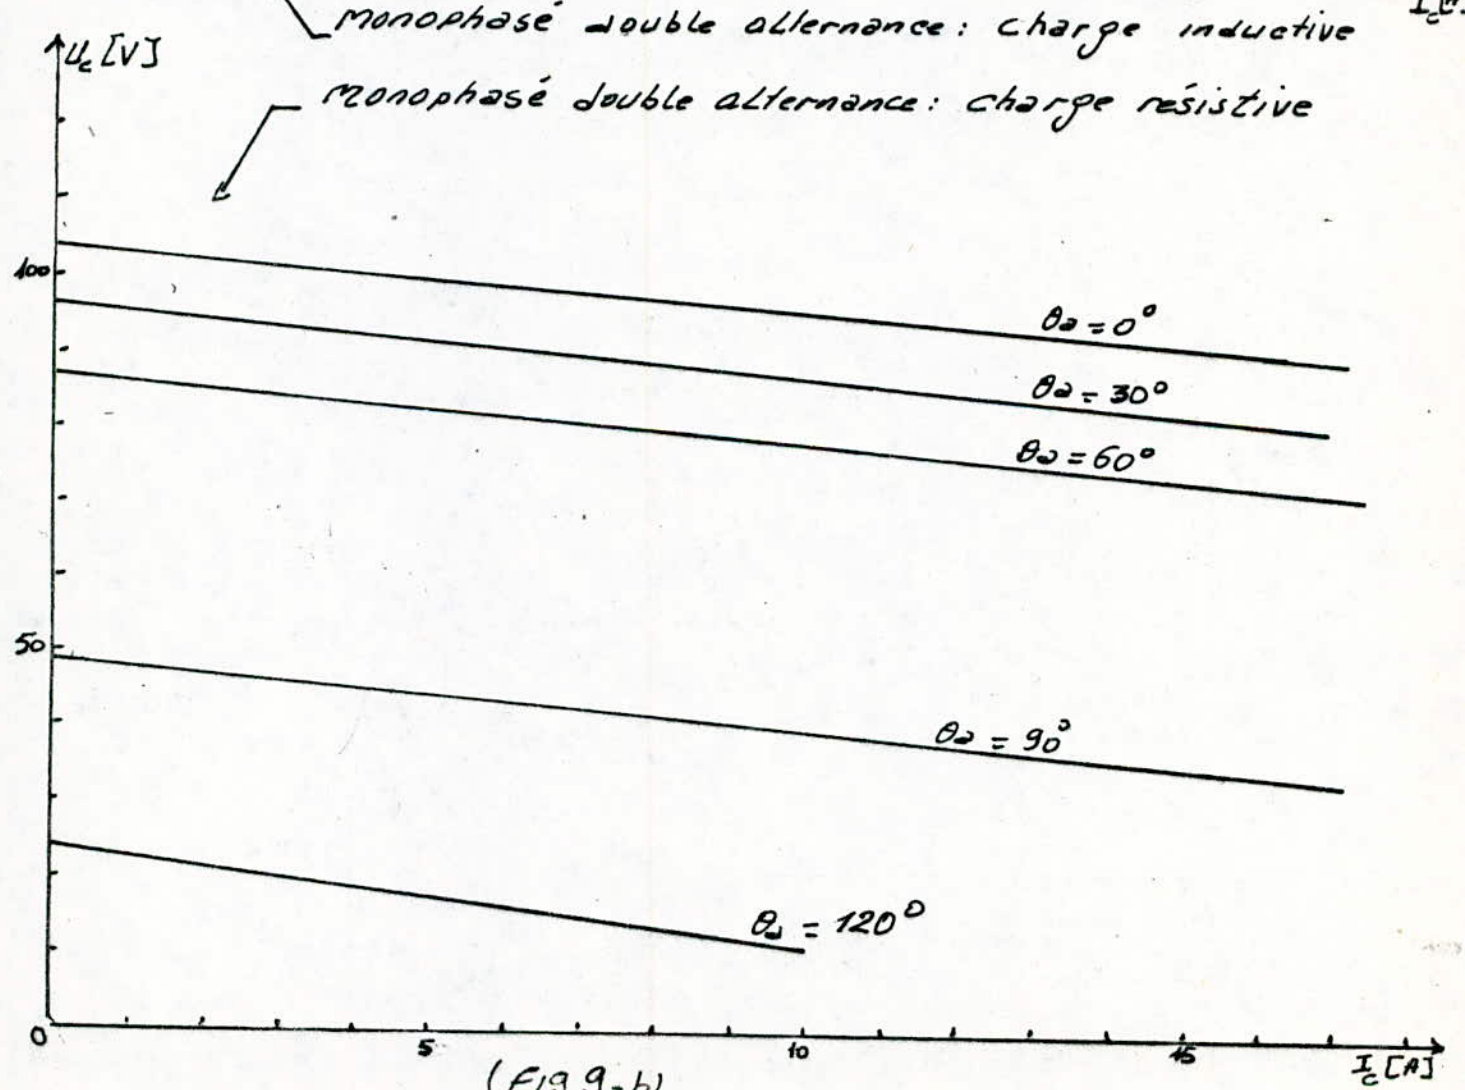 monophasé double alternance: charge inductive
Uc [V]
monophasé double alternance: charge résistive
100
θa = 0°
θa = 30°
θa = 60°
50
θa = 90°
θa = 120°
0
5
10
15
Ic [A]
(Fig 9-b)